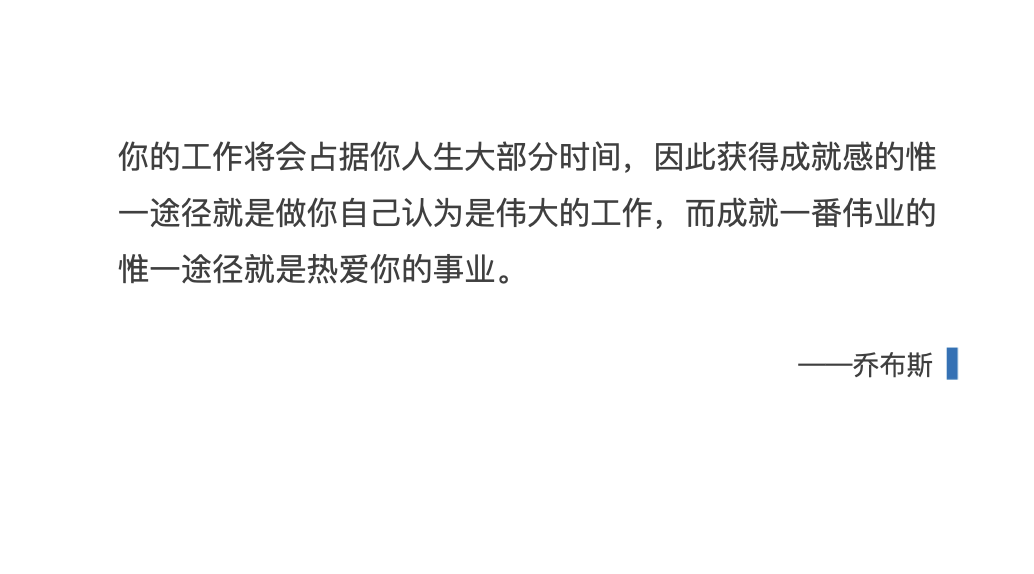 你的工作将会占据你人生大部分时间，因此获得成就感的惟
一途径就是做你自己认为是伟大的工作，而成就一番伟业的
惟一途径就是热爱你的事业。
——乔布斯